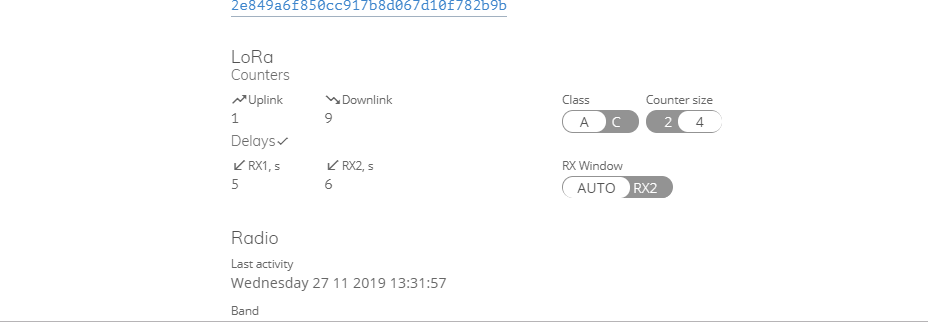 2e849a6f850cc917b8d067d10f782b9b
LoRa
Counters
Uplink Downlink Class Counter size
1 9 A C 2 4
Delays
RX1, s RX2, s RX Window
5 6 AUTO RX2
Radio
Last activity
Wednesday 27 11 2019 13:31:57
Band